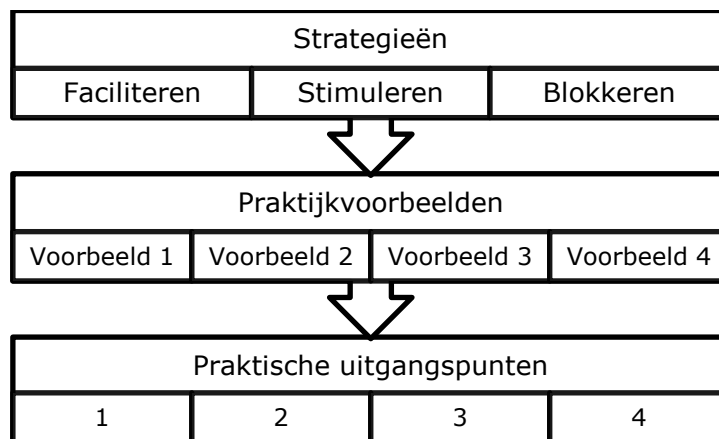 Strategieën
Faciliteren Stimuleren Blokkeren
Praktijkvoorbeelden
Voorbeeld 1 Voorbeeld 2 Voorbeeld 3 Voorbeeld 4
Praktische uitgangspunten
1 2 3 4